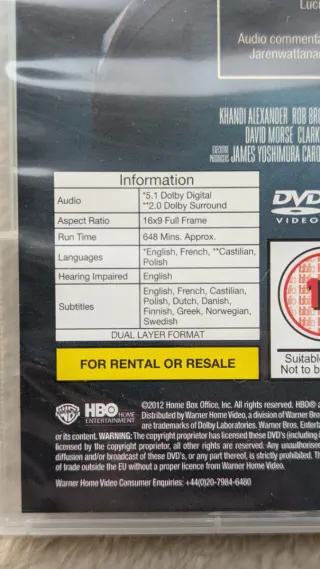 Luci
Audio commenta
Jarenwattana
KHANDI ALEXANDER ROB BRO
DAVID MORSE CLARK
EXECUTIVE PRODUCERS JAMES YOSHIMURA CARO
Information
Audio *5.1 Dolby Digital
**2.0 Dolby Surround
Aspect Ratio 16x9 Full Frame
Run Time 648 Mins. Approx.
Languages *English, French, **Castilian,
Polish
Hearing Impaired English
Subtitles English, French, Castilian,
Polish, Dutch, Danish,
Finnish, Greek, Norwegian,
Swedish
DUAL LAYER FORMAT
DVD
VIDEO
FOR RENTAL OR RESALE
Suitabl
Not to b
HBO HOME
ENTERTAINMENT
©2012 Home Box Office, Inc. All rights reserved. HBO® a
Distributed by Warner Home Video, a division of Warner Bro
are trademarks of Dolby Laboratories. Warner Bros. Enterta
or its content. WARNING: The copyright proprietor has licensed these DVD's (including i
licensed by the copyright proprietor, all other rights are reserved. Any unauthorised
diffusion and/or broadcast of these DVD's, or any part thereof, is strictly prohibited. Th
of trade outside the EU without a proper licence from Warner Home Video.
Warner Home Video Consumer Enquiries: +44(0)20-7984-6480